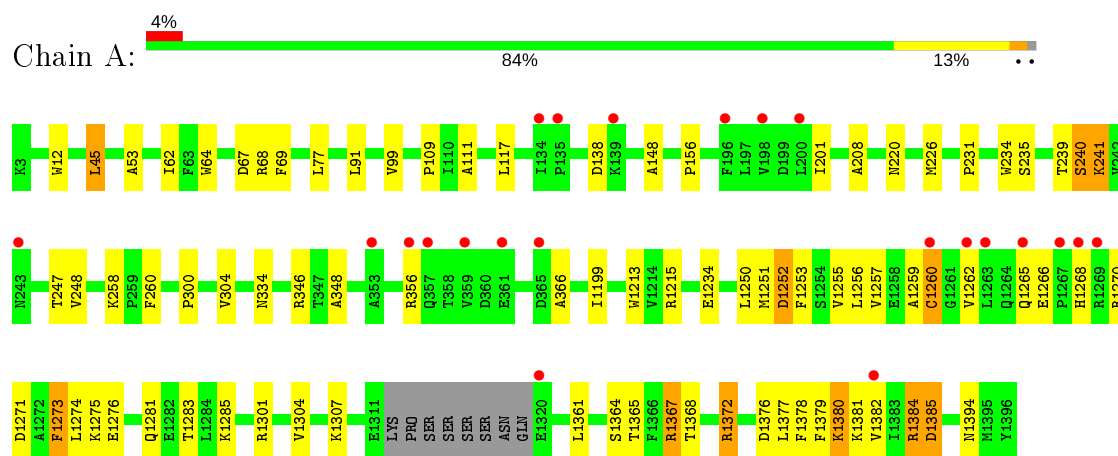 4%
Chain A:
84% 13% • •
K3 W12 L45 A53 I62 F63 W64 D67 R68 F69 L77 L91 V99 P109 I110 A111 L117 I134 P135 D138 K139 A148 P156 F196 L197 V198 D199 L200 I201 A208 N220 M226 P231 W234 S235 T239 S240 K241 V242
N243 T247 V248 K258 P259 F260 P300 V304 N334 R346 T347 A348 A353 R356 Q357 T358 V359 D360 E361 D365 A366 I1199 W1213 V1214 R1215 E1234 L1250 M1251 D1252 F1253 S1254 V1255 L1256 V1257 E1258 A1259 C1260 G1261 V1262 L1263 Q1264 Q1265 E1266 P1267 H1268 R1269 R1270
D1271 A1272 F1273 L1274 K1275 E1276 Q1281 E1282 T1283 L1284 K1285 R1301 V1304 K1307 E1311 LYS PRO SER SER SER SER ASN GLN E1320 L1361 S1364 T1365 F1366 R1367 T1368 R1372 D1376 L1377 F1378 F1379 K1380 V1382 I1383 R1384 D1385 N1394 M1395 Y1396